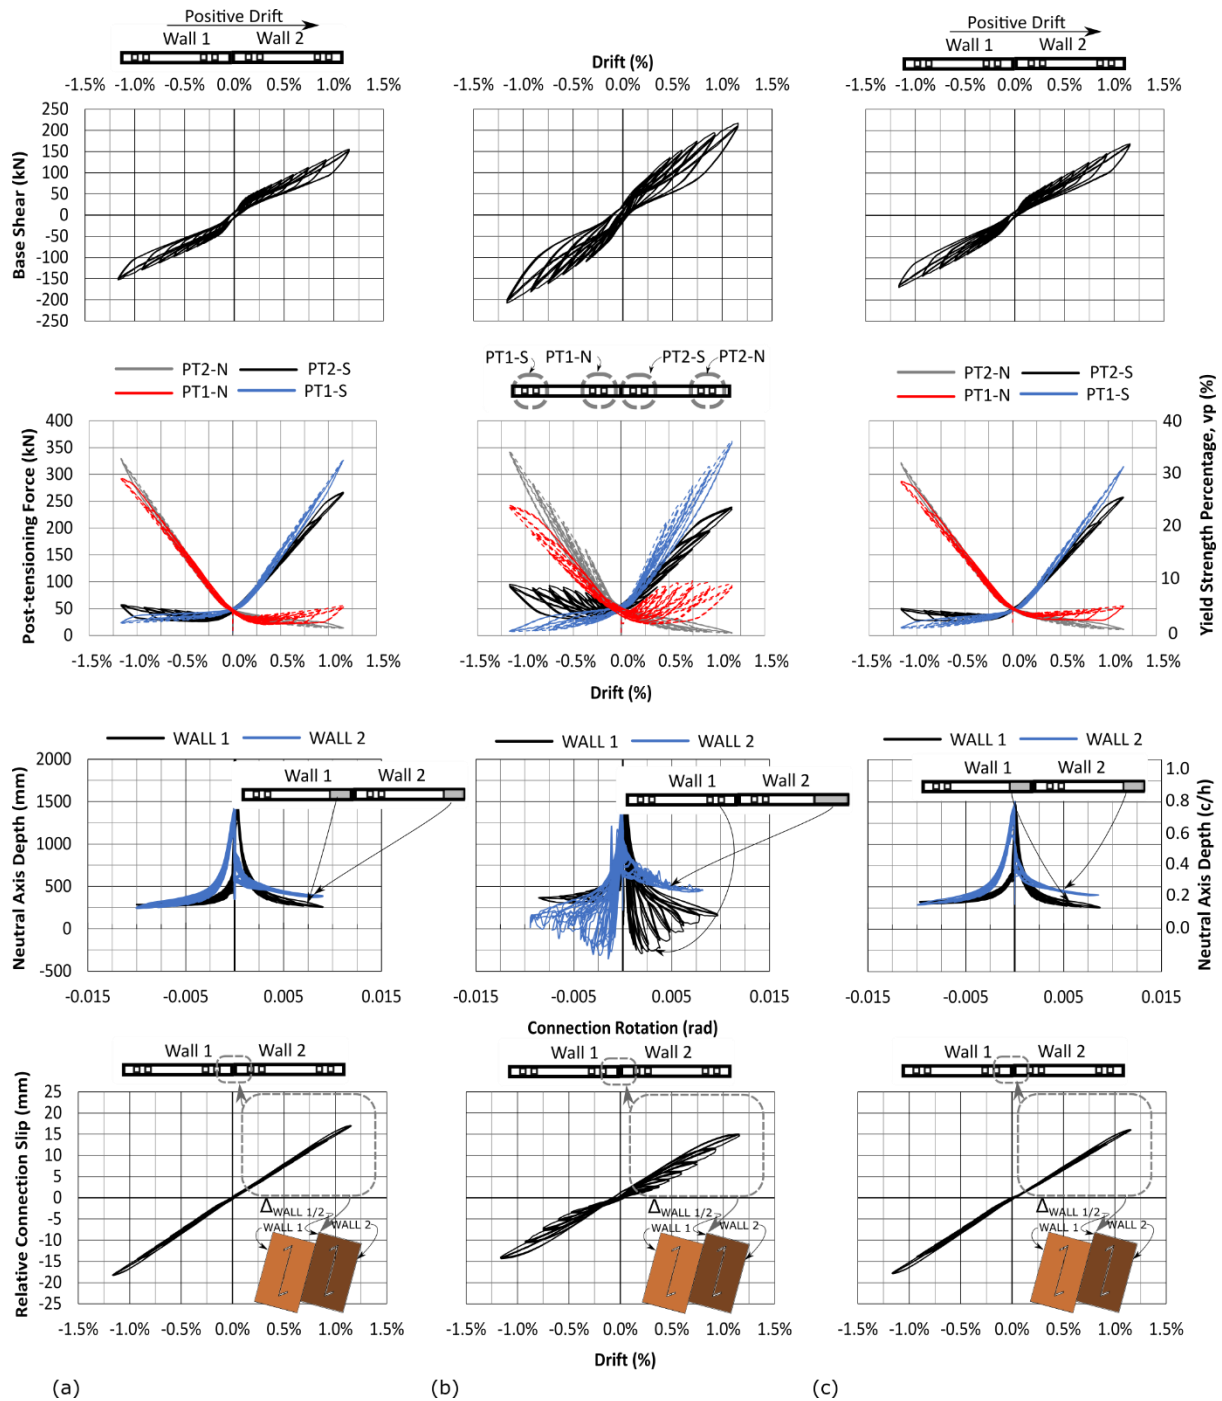 Positive Drift
Wall 1 Wall 2
Positive Drift
Wall 1 Wall 2
Drift (%)
-1.5% -1.0% -0.5% 0.0% 0.5% 1.0% 1.5%
-1.5% -1.0% -0.5% 0.0% 0.5% 1.0% 1.5%
-1.5% -1.0% -0.5% 0.0% 0.5% 1.0% 1.5%
Base Shear (kN)
250
200
150
100
50
0
-50
-100
-150
-200
-250
PT2-N PT2-S
PT1-N PT1-S
PT1-S PT1-N PT2-S PT2-N
PT2-N PT2-S
PT1-N PT1-S
Post-tensioning Force (kN)
400
350
300
250
200
150
100
50
0
Yield Strength Percentage, vp (%)
40
30
20
10
0
-1.5% -1.0% -0.5% 0.0% 0.5% 1.0% 1.5%
-1.5% -1.0% -0.5% 0.0% 0.5% 1.0% 1.5%
-1.5% -1.0% -0.5% 0.0% 0.5% 1.0% 1.5%
Drift (%)
WALL 1 WALL 2
WALL 1 WALL 2
WALL 1 WALL 2
Wall 1 Wall 2
Wall 1 Wall 2
Wall 1 Wall 2
Neutral Axis Depth (mm)
2000
1500
1000
500
0
-500
Neutral Axis Depth (c/h)
1.0
0.8
0.6
0.4
0.2
0.0
-0.015 -0.005 0.005 0.015
-0.015 -0.005 0.005 0.015
-0.015 -0.005 0.005 0.015
Connection Rotation (rad)
Wall 1 Wall 2
Wall 1 Wall 2
Wall 1 Wall 2
Relative Connection Slip (mm)
25
20
15
10
5
0
-5
-10
-15
-20
-25
Δ WALL 1/2
WALL 1 WALL 2
Δ WALL 1/2
WALL 1 WALL 2
Δ WALL 1/2
WALL 1 WALL 2
-1.5% -1.0% -0.5% 0.0% 0.5% 1.0% 1.5%
-1.5% -1.0% -0.5% 0.0% 0.5% 1.0% 1.5%
-1.5% -1.0% -0.5% 0.0% 0.5% 1.0% 1.5%
Drift (%)
(a) (b) (c)